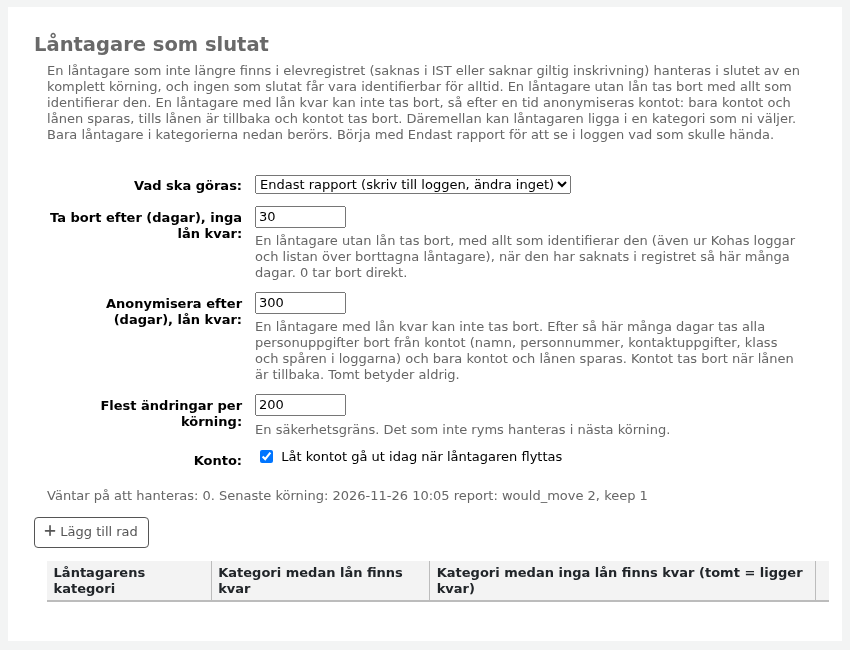 Låntagare som slutat
En låntagare som inte längre finns i elevregistret (saknas i IST eller saknar giltig inskrivning) hanteras i slutet av en
komplett körning, och ingen som slutat får vara identifierbar för alltid. En låntagare utan lån tas bort med allt som
identifierar den. En låntagare med lån kvar kan inte tas bort, så efter en tid anonymiseras kontot: bara kontot och
lånen sparas, tills lånen är tillbaka och kontot tas bort. Däremellan kan låntagaren ligga i en kategori som ni väljer.
Bara låntagare i kategorierna nedan berörs. Börja med Endast rapport för att se i loggen vad som skulle hända.
Vad ska göras: Endast rapport (skriv till loggen, ändra inget)
Ta bort efter (dagar), inga
lån kvar:
30
En låntagare utan lån tas bort, med allt som identifierar den (även ur Kohas loggar
och listan över borttagna låntagare), när den har saknats i registret så här många
dagar. 0 tar bort direkt.
Anonymisera efter
(dagar), lån kvar:
300
En låntagare med lån kvar kan inte tas bort. Efter så här många dagar tas alla
personuppgifter bort från kontot (namn, personnummer, kontaktuppgifter, klass
och spåren i loggarna) och bara kontot och lånen sparas. Kontot tas bort när lånen
är tillbaka. Tomt betyder aldrig.
Flest ändringar per
körning:
200
En säkerhetsgräns. Det som inte ryms hanteras i nästa körning.
Konto: Låt kontot gå ut idag när låntagaren flyttas
Väntar på att hanteras: 0. Senaste körning: 2026-11-26 10:05 report: would_move 2, keep 1
+ Lägg till rad
Låntagarens
kategori
Kategori medan lån finns
kvar
Kategori medan inga lån finns kvar (tomt = ligger
kvar)